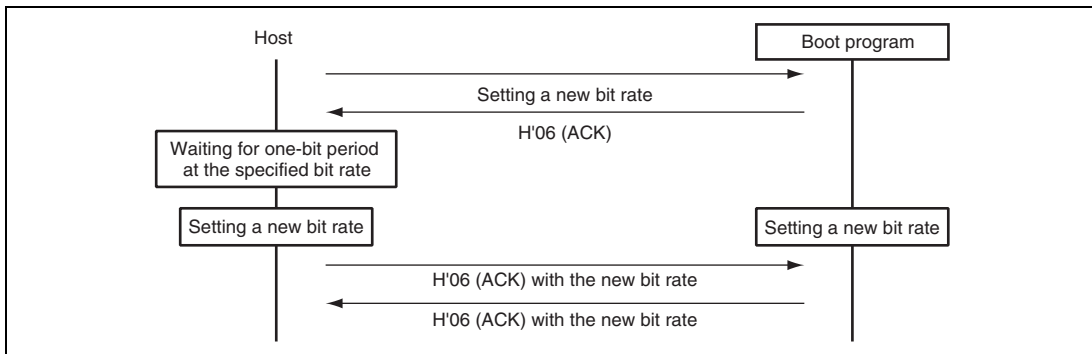 Host
Boot program
Setting a new bit rate
H'06 (ACK)
Waiting for one-bit period
at the specified bit rate
Setting a new bit rate
Setting a new bit rate
H'06 (ACK) with the new bit rate
H'06 (ACK) with the new bit rate